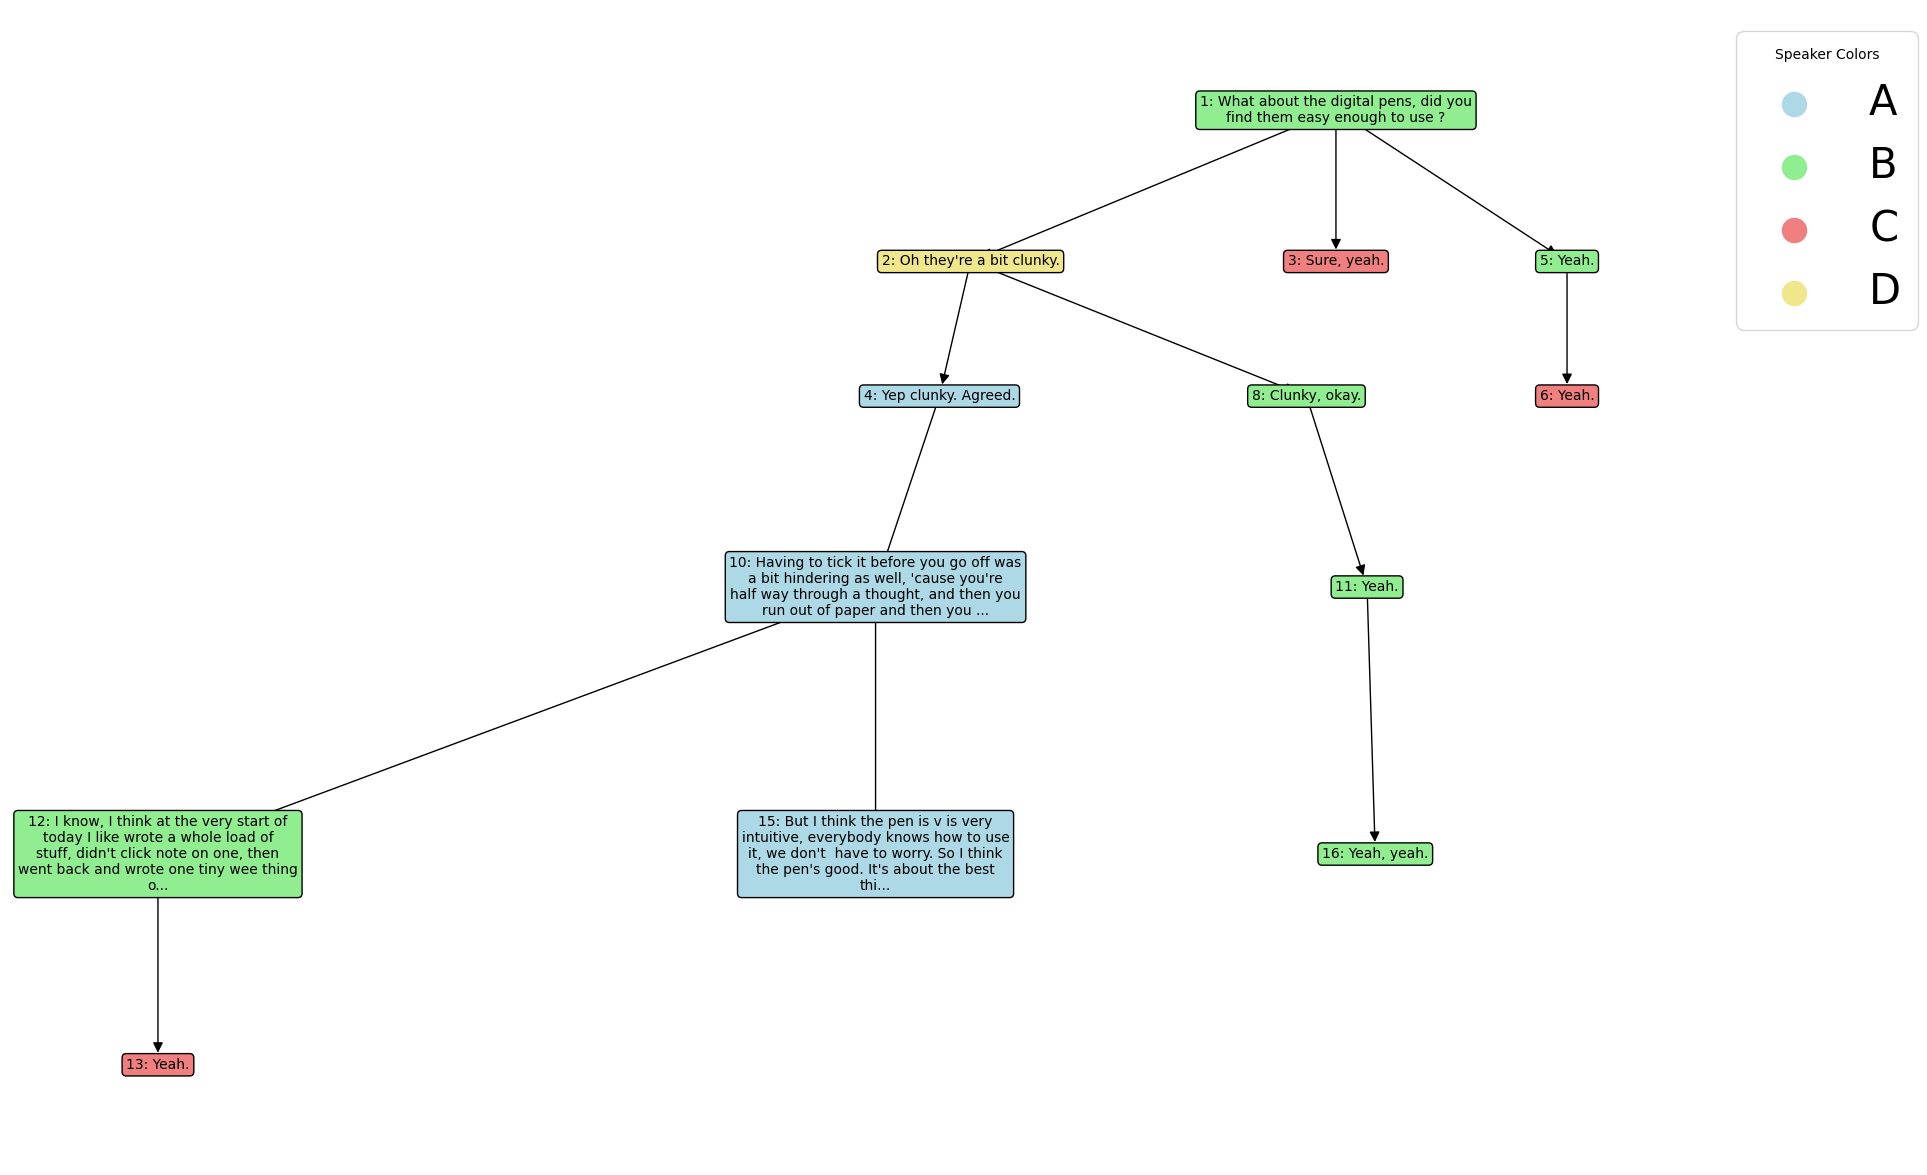 Speaker Colors
A
B
C
D
1: What about the digital pens, did you
find them easy enough to use ?
2: Oh they're a bit clunky.
3: Sure, yeah.
5: Yeah.
4: Yep clunky. Agreed.
8: Clunky, okay.
6: Yeah.
10: Having to tick it before you go off was
a bit hindering as well, 'cause you're
half way through a thought, and then you
run out of paper and then you ...
11: Yeah.
12: I know, I think at the very start of
today I like wrote a whole load of
stuff, didn't click note on one, then
went back and wrote one tiny wee thing
o...
15: But I think the pen is v is very
intuitive, everybody knows how to use
it, we don't  have to worry. So I think
the pen's good. It's about the best
thi...
16: Yeah, yeah.
13: Yeah.